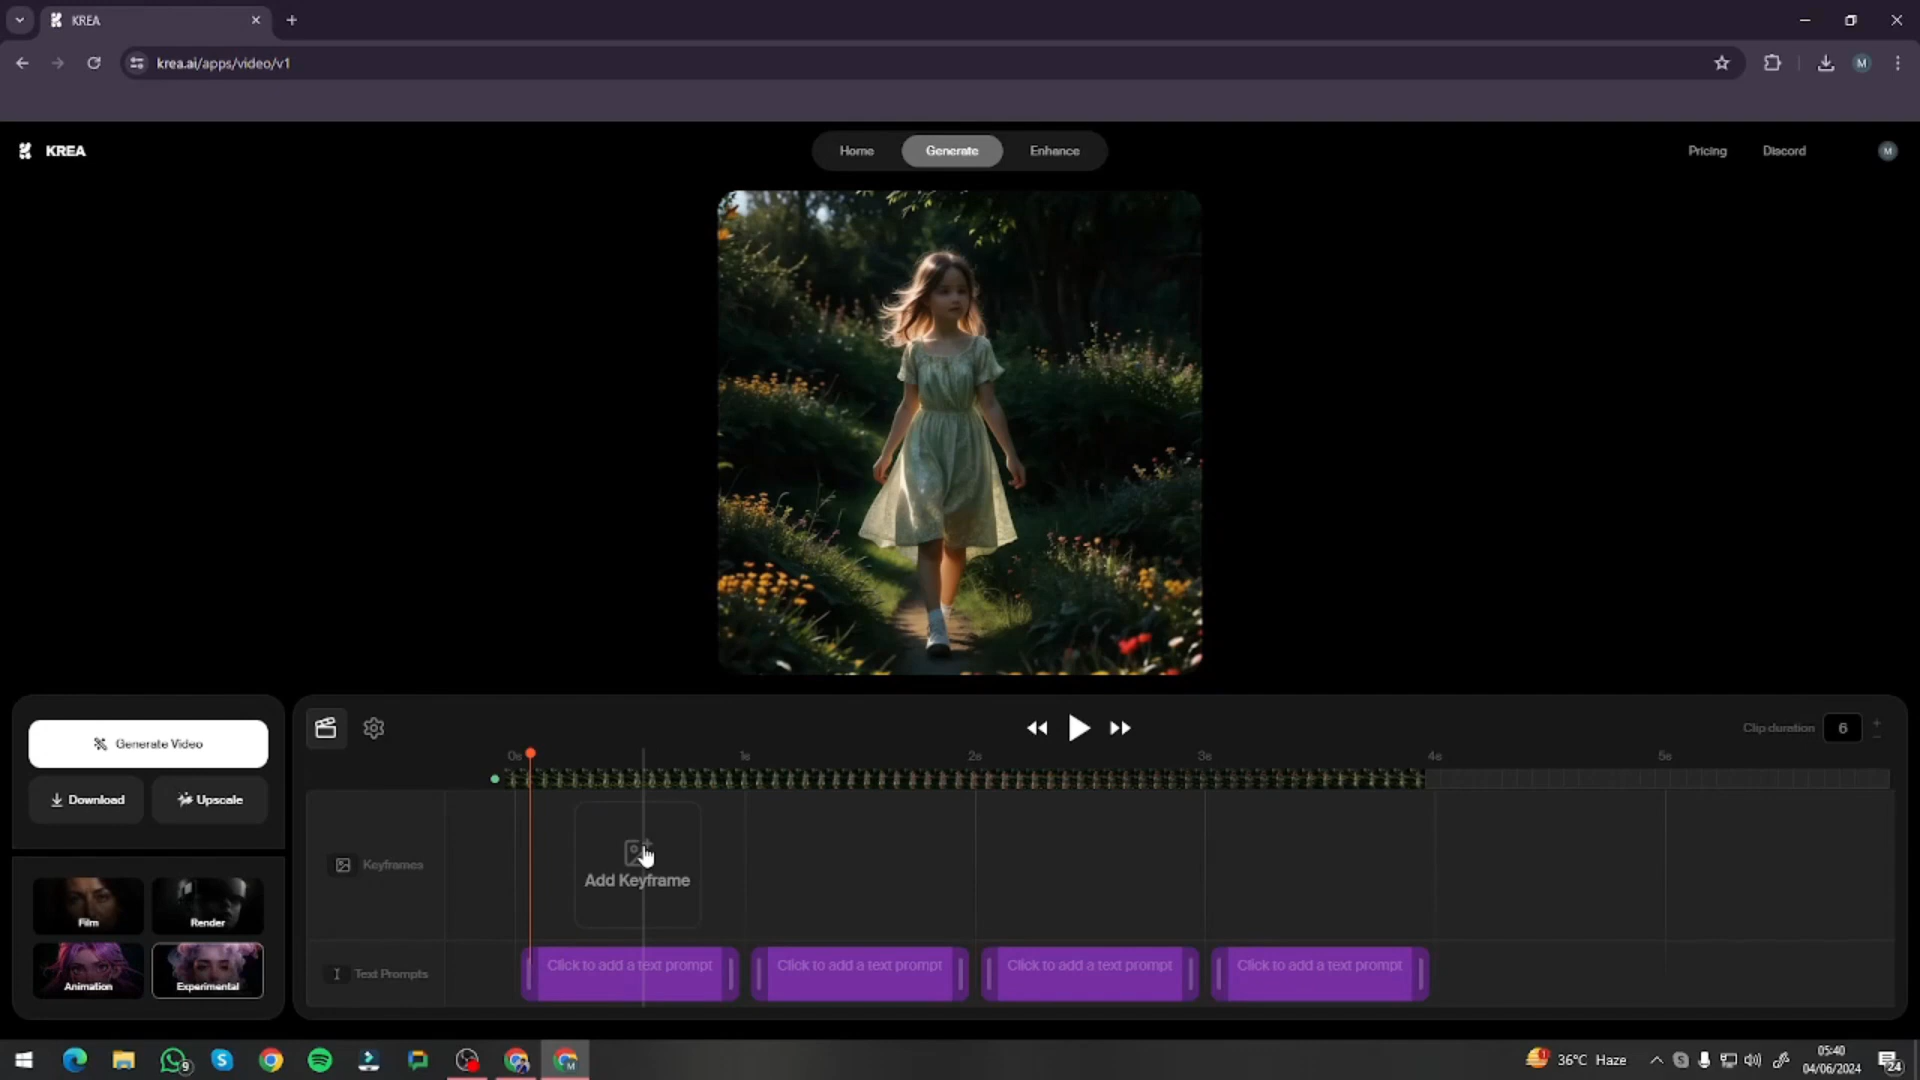 KREA
krea.ai/apps/video/v1
M
KREA
Home
Generate
Enhance
Pricing
Discord
M
Generate Video
Download
Upscale
Clip duration
6
0s
1s
2s
3s
4s
5s
Keyframes
Add Keyframe
Film
Render
Animation
Experimental
Text Prompts
Click to add a text prompt
Click to add a text prompt
Click to add a text prompt
Click to add a text prompt
9
M
1
36°C Haze
05:40
04/06/2024
24